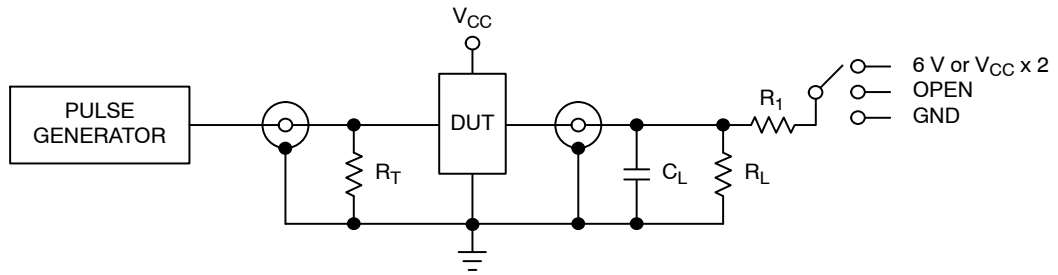 V_CC
6 V or V_CC x 2
OPEN
GND
R_1
PULSE
GENERATOR
DUT
R_T
C_L
R_L